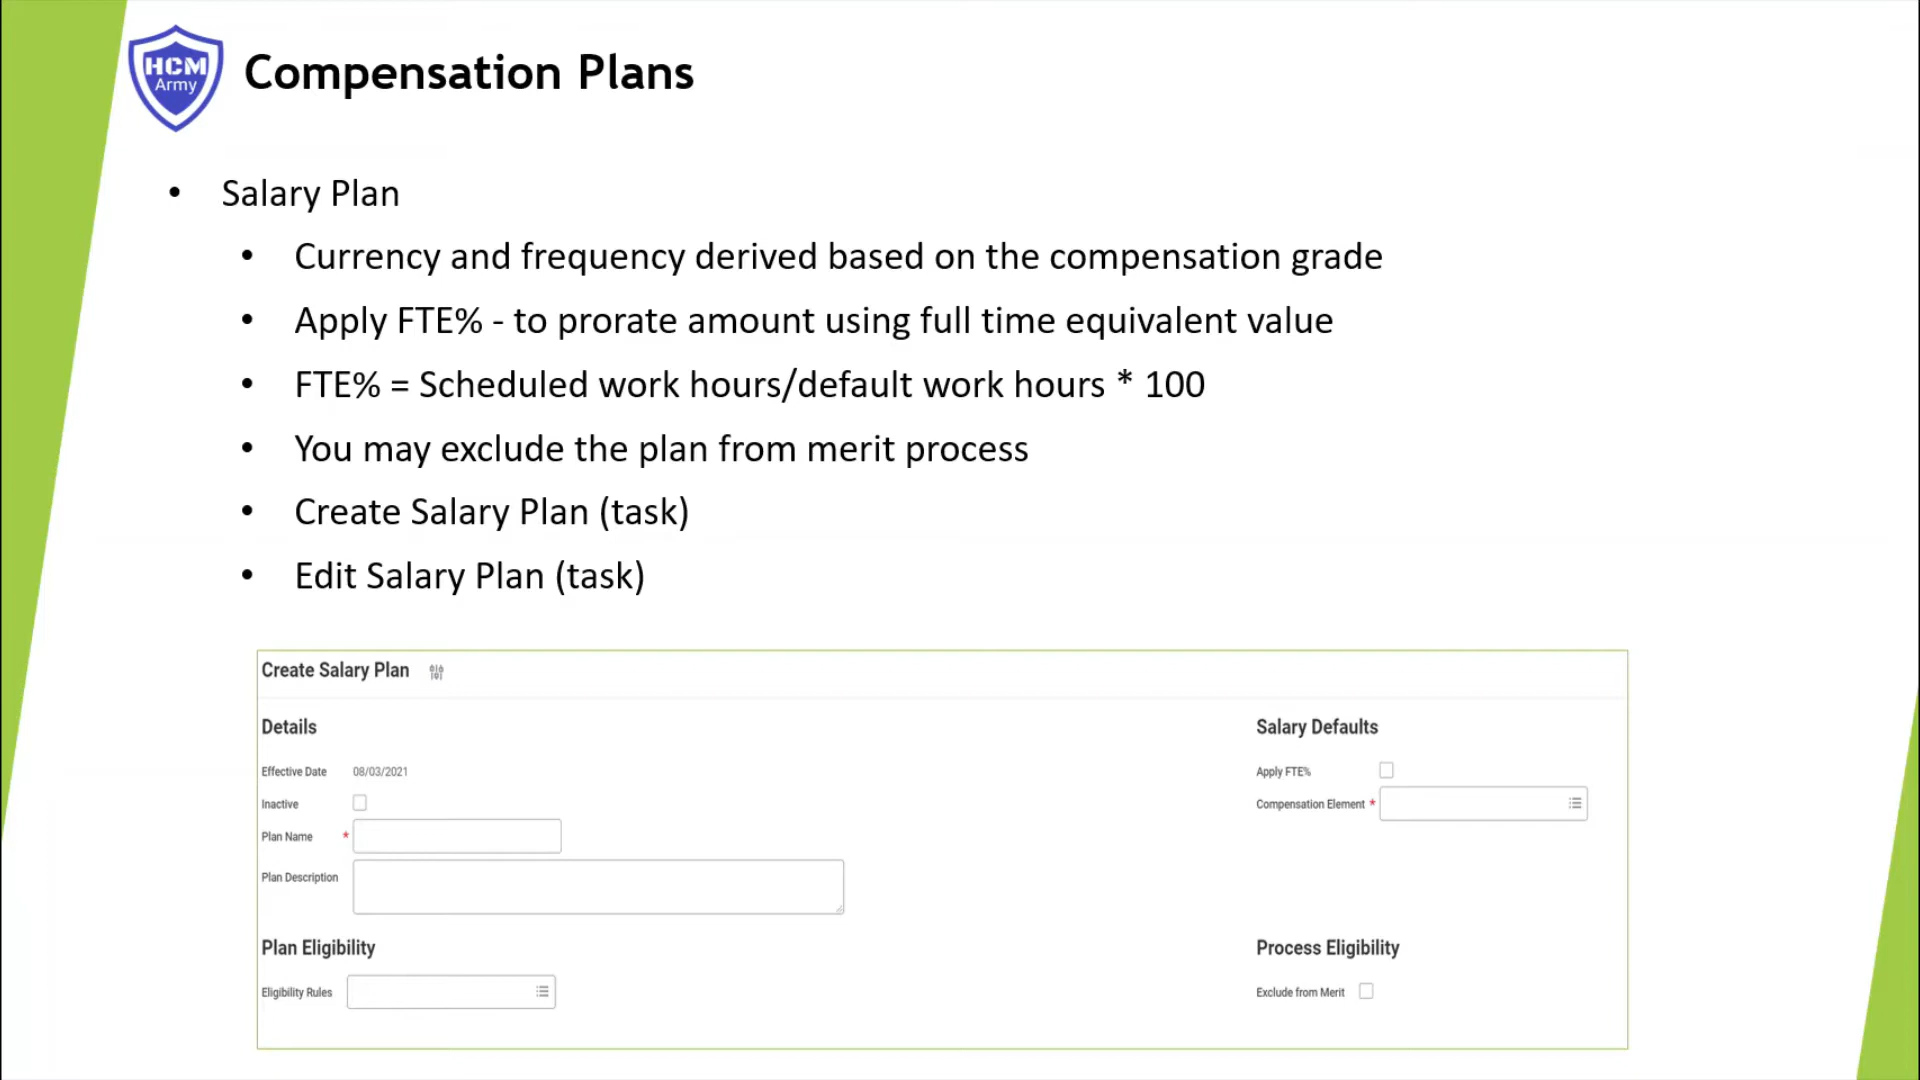 HCM
Army
Compensation Plans
• Salary Plan
• Currency and frequency derived based on the compensation grade
• Apply FTE% - to prorate amount using full time equivalent value
• FTE% = Scheduled work hours/default work hours * 100
• You may exclude the plan from merit process
• Create Salary Plan (task)
• Edit Salary Plan (task)
Create Salary Plan
Details
Effective Date 08/03/2021
Inactive
Plan Name *
Plan Description
Salary Defaults
Apply FTE%
Compensation Element *
Plan Eligibility
Eligibility Rules
Process Eligibility
Exclude from Merit